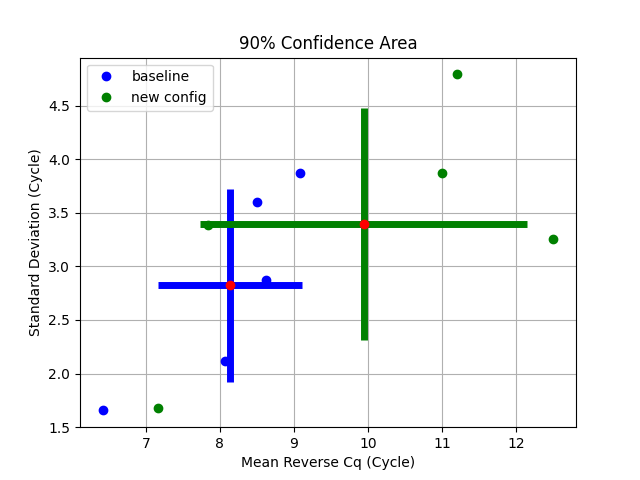 90% Confidence Area
baseline
new config
4.5
4.0
3.5
3.0
2.5
2.0
1.5
Standard Deviation (Cycle)
7 8 9 10 11 12
Mean Reverse Cq (Cycle)